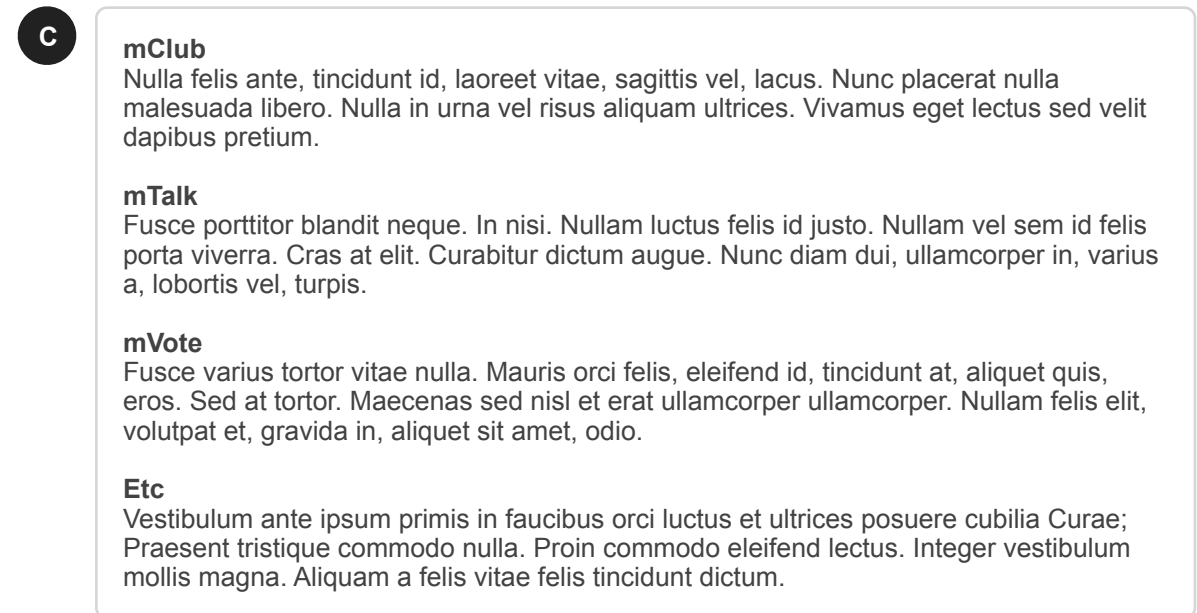 C
mClub
Nulla felis ante, tincidunt id, laoreet vitae, sagittis vel, lacus. Nunc placerat nulla
malesuada libero. Nulla in urna vel risus aliquam ultrices. Vivamus eget lectus sed velit
dapibus pretium.
mTalk
Fusce porttitor blandit neque. In nisi. Nullam luctus felis id justo. Nullam vel sem id felis
porta viverra. Cras at elit. Curabitur dictum augue. Nunc diam dui, ullamcorper in, varius
a, lobortis vel, turpis.
mVote
Fusce varius tortor vitae nulla. Mauris orci felis, eleifend id, tincidunt at, aliquet quis,
eros. Sed at tortor. Maecenas sed nisl et erat ullamcorper ullamcorper. Nullam felis elit,
volutpat et, gravida in, aliquet sit amet, odio.
Etc
Vestibulum ante ipsum primis in faucibus orci luctus et ultrices posuere cubilia Curae;
Praesent tristique commodo nulla. Proin commodo eleifend lectus. Integer vestibulum
mollis magna. Aliquam a felis vitae felis tincidunt dictum.